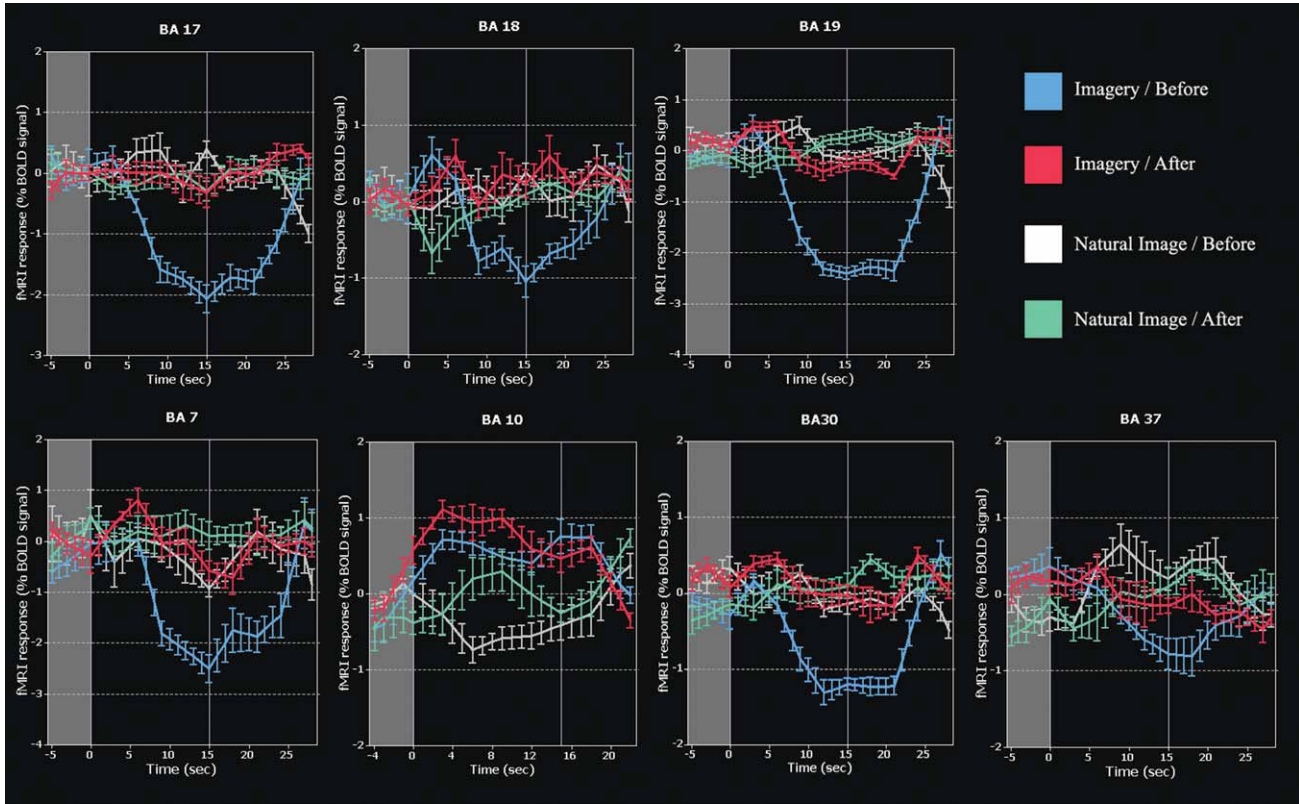 BA 17
fMRI response (% BOLD signal)
2
1
0
-1
-2
-3
-5 0 5 10 15 20 25
Time (sec)
BA 18
fMRI response (% BOLD signal)
2
1
0
-1
-2
-5 0 5 10 15 20 25
Time (sec)
BA 19
fMRI response (% BOLD signal)
2
1
0
-1
-2
-3
-4
-5 0 5 10 15 20 25
Time (sec)
Imagery / Before
Imagery / After
Natural Image / Before
Natural Image / After
BA 7
fMRI response (% BOLD signal)
2
1
0
-1
-2
-3
-4
-5 0 5 10 15 20 25
Time (sec)
BA 10
fMRI response (% BOLD signal)
2
1
0
-1
-2
-4 0 4 8 12 16 20
Time (sec)
BA30
fMRI response (% BOLD signal)
2
1
0
-1
-2
-5 0 5 10 15 20 25
Time (sec)
BA 37
fMRI response (% BOLD signal)
2
1
0
-1
-2
-5 0 5 10 15 20 25
Time (sec)